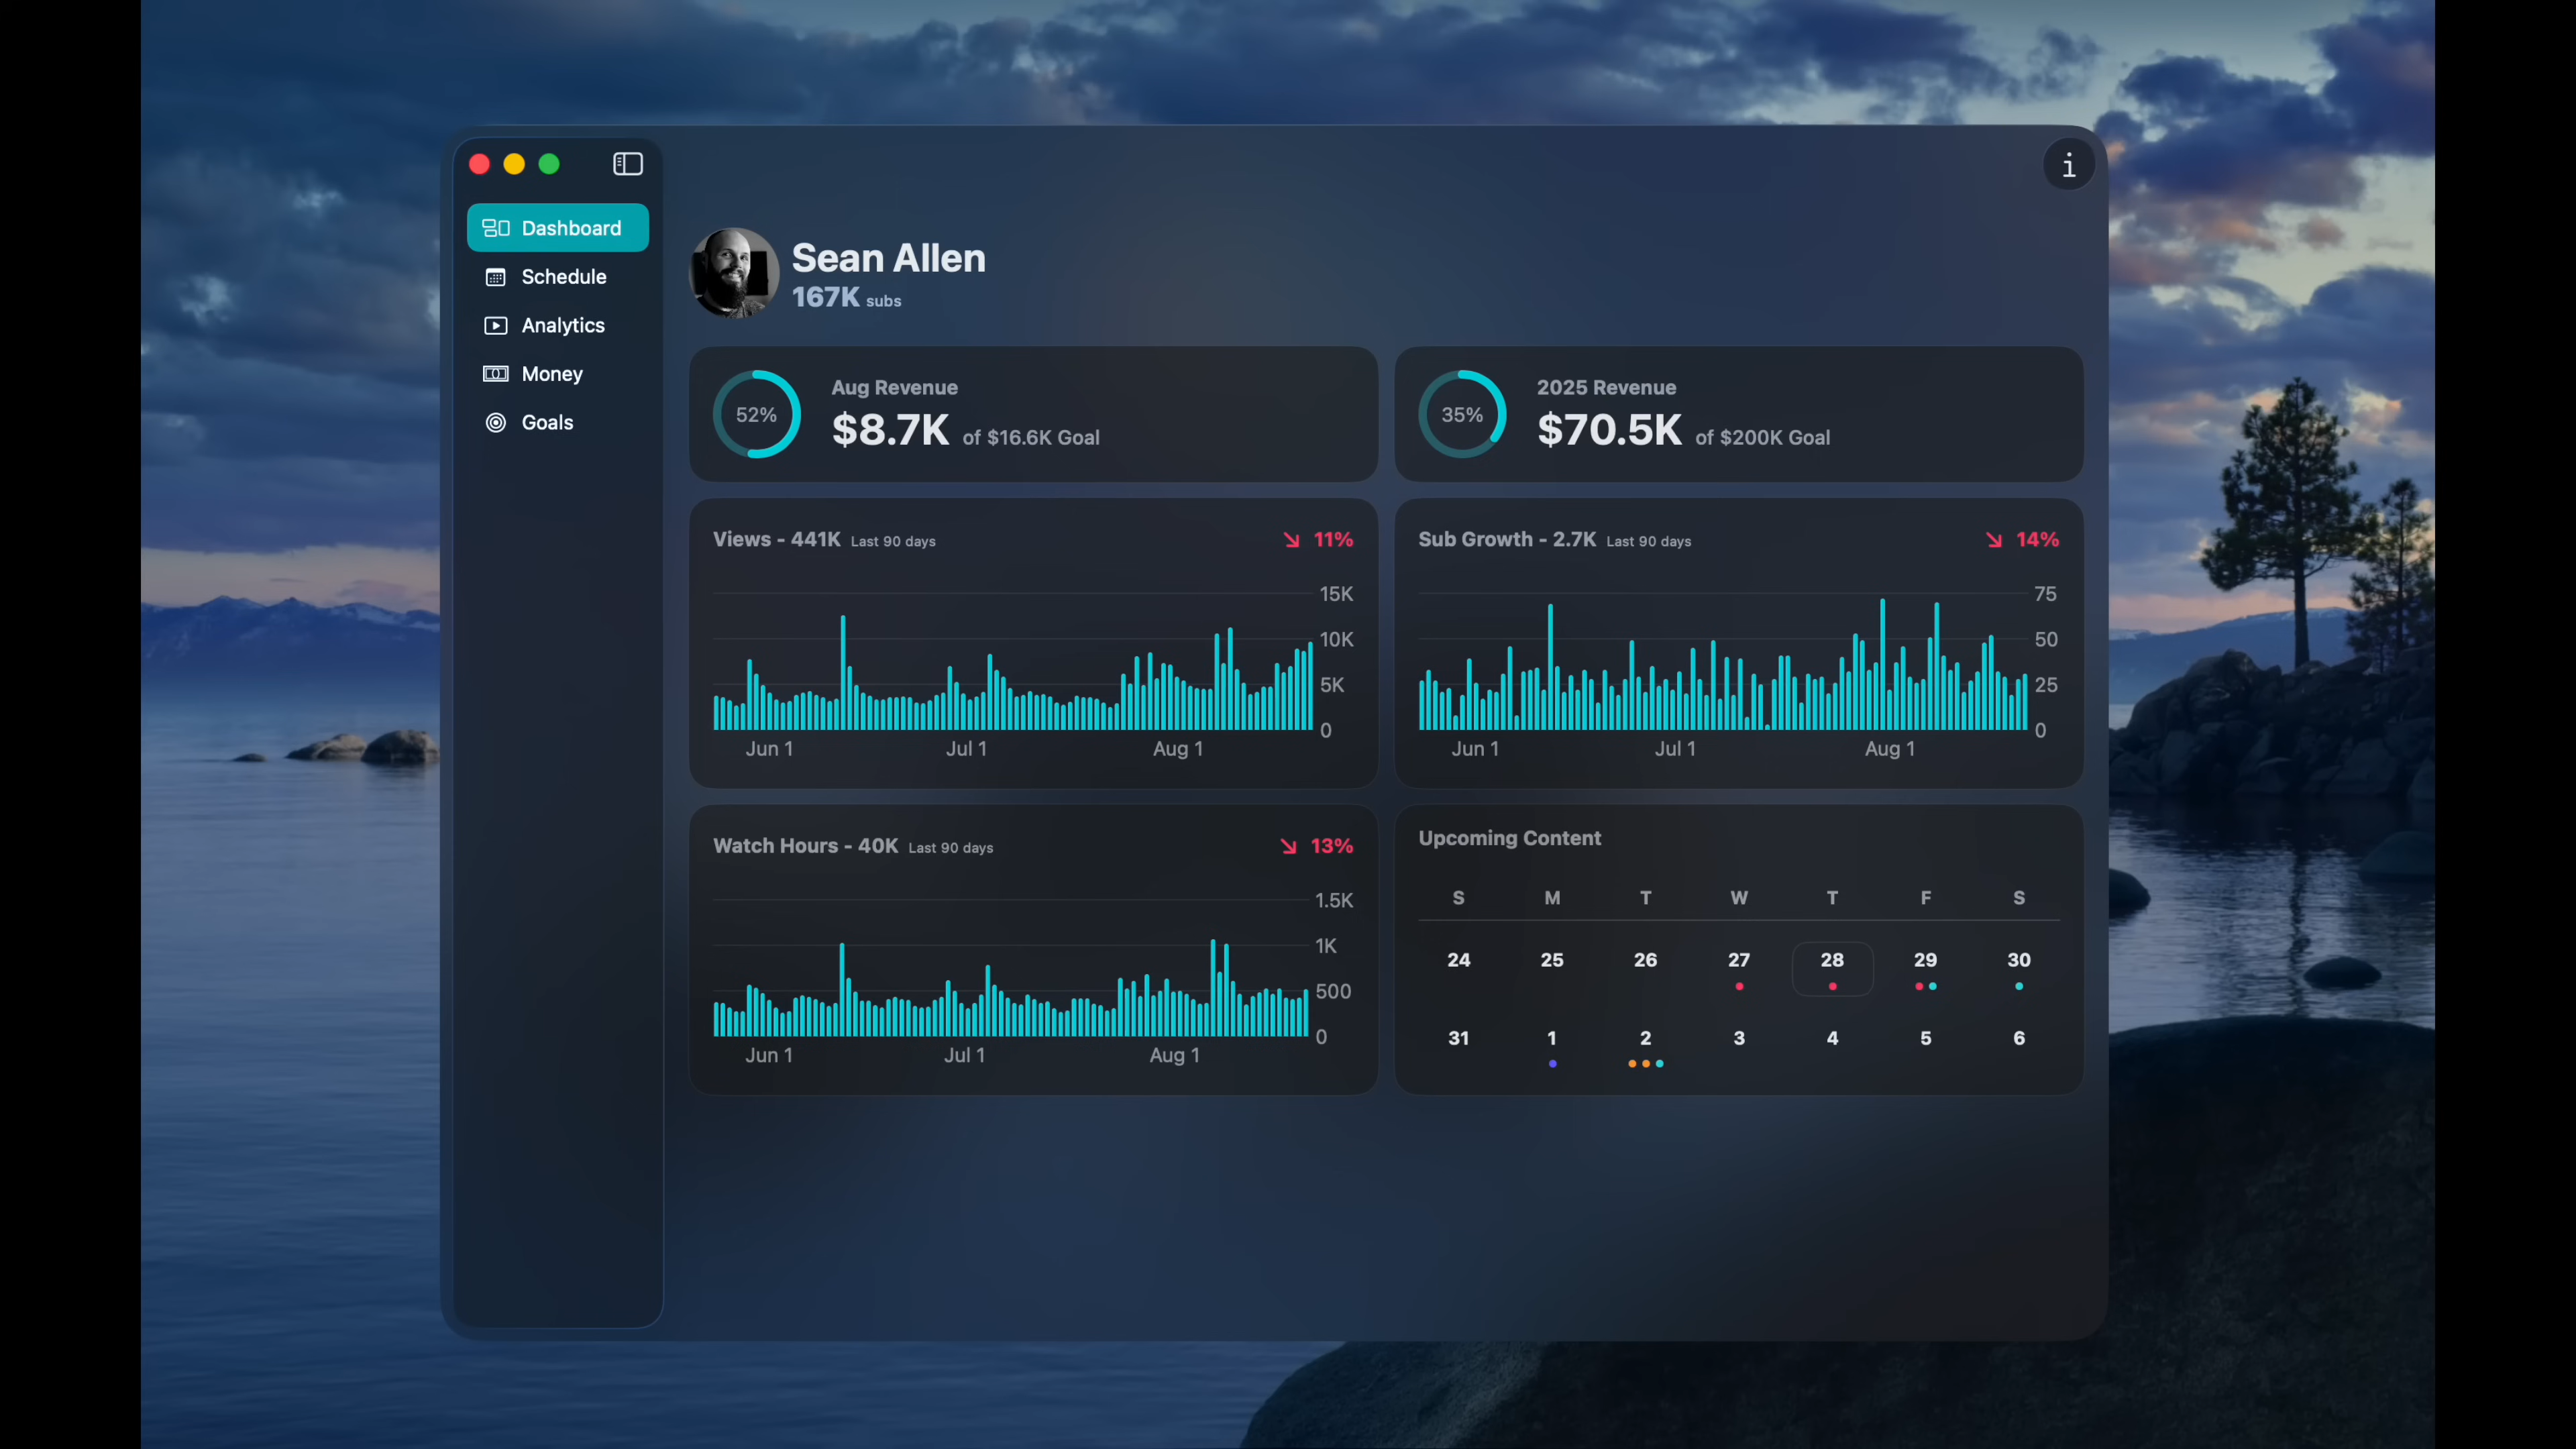 i
Dashboard
Schedule
Analytics
Money
Goals
Sean Allen
167K subs
52%
Aug Revenue
$8.7K of $16.6K Goal
35%
2025 Revenue
$70.5K of $200K Goal
Views - 441K Last 90 days
11%
15K
10K
5K
0
Jun 1 Jul 1 Aug 1
Sub Growth - 2.7K Last 90 days
14%
75
50
25
0
Jun 1 Jul 1 Aug 1
Watch Hours - 40K Last 90 days
13%
1.5K
1K
500
0
Jun 1 Jul 1 Aug 1
Upcoming Content
S M T W T F S
24 25 26 27 28 29 30
31 1 2 3 4 5 6